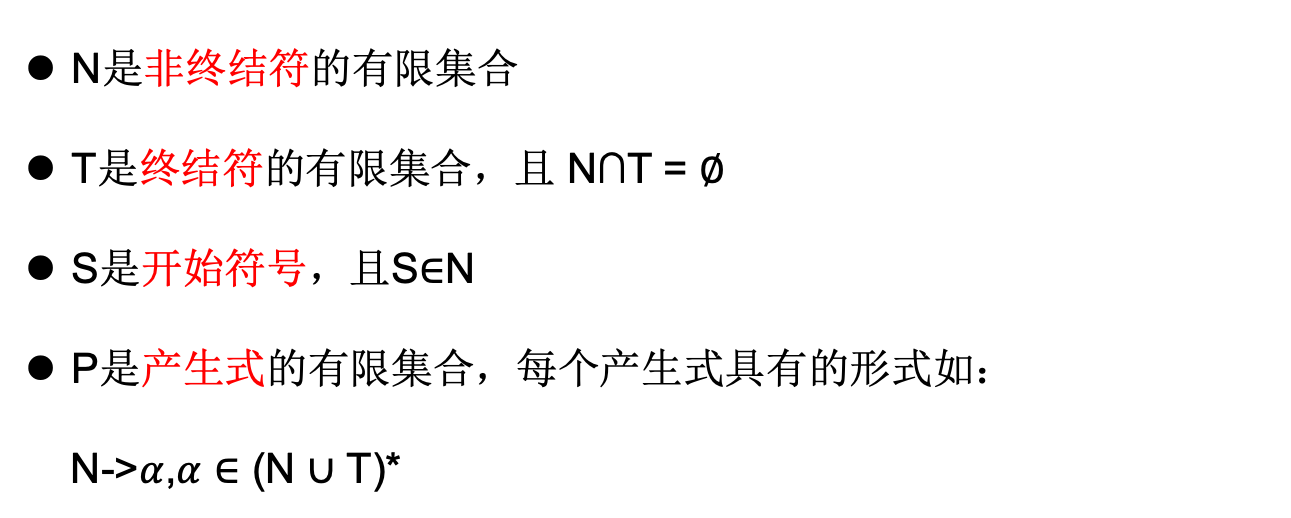 ● N是非终结符的有限集合
● T是终结符的有限集合，且 N∩T = ∅
● S是开始符号，且S∈N
● P是产生式的有限集合，每个产生式具有的形式如：
N->𝛼,𝛼 ∈ (N ∪ T)*